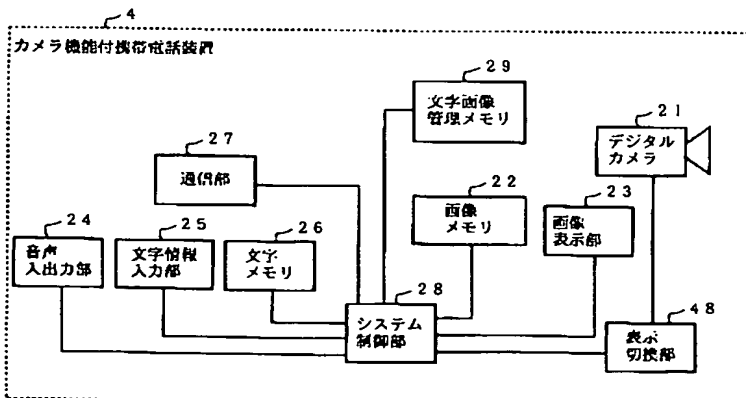 4
カメラ機能付携帯電話装置
29
文字画像
管理メモリ
21
デジタル
カメラ
27
通信部
22
画像
メモリ
23
画像
表示部
24
音声
入出力部
25
文字情報
入力部
26
文字
メモリ
28
システム
制御部
48
表示
切換部